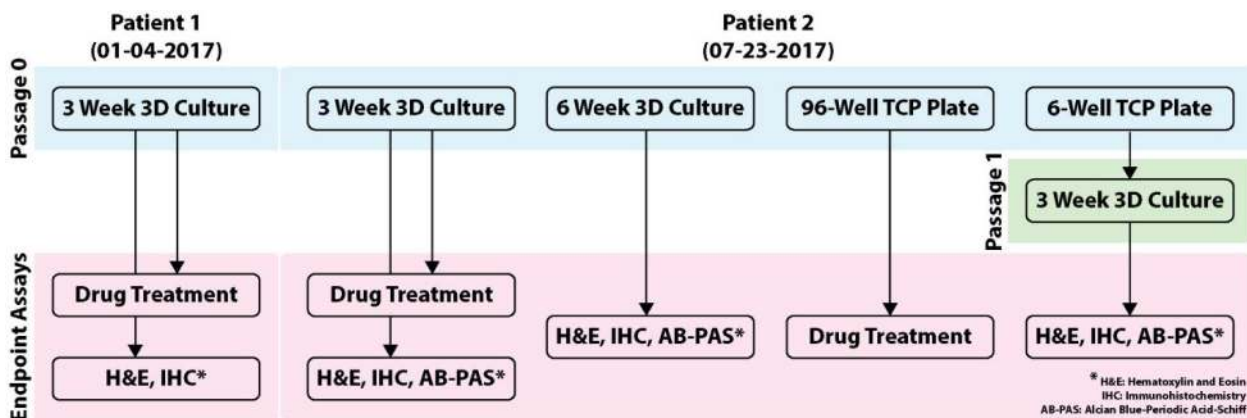 Patient 1
(01-04-2017)
Patient 2
(07-23-2017)
Passage 0
3 Week 3D Culture
3 Week 3D Culture
6 Week 3D Culture
96-Well TCP Plate
6-Well TCP Plate
Passage 1
3 Week 3D Culture
Endpoint Assays
Drug Treatment
Drug Treatment
H&E, IHC, AB-PAS*
Drug Treatment
H&E, IHC, AB-PAS*
H&E, IHC*
H&E, IHC, AB-PAS*
* H&E: Hematoxylin and Eosin
IHC: Immunohistochemistry
AB-PAS: Alcian Blue-Periodic Acid-Schiff